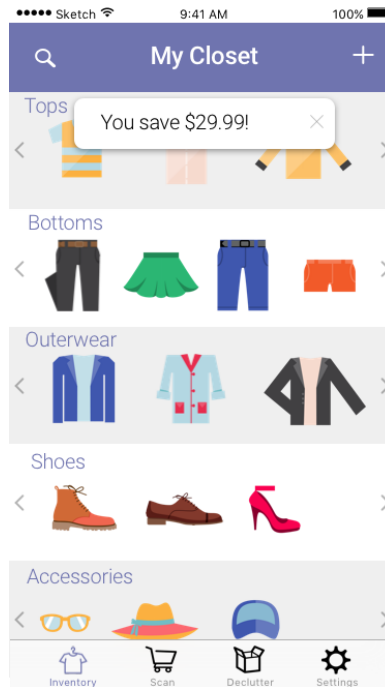 Sketch 9:41 AM 100%
My Closet
Tops
You save $29.99!
Bottoms
Outerwear
Shoes
Accessories
Inventory Scan Declutter Settings